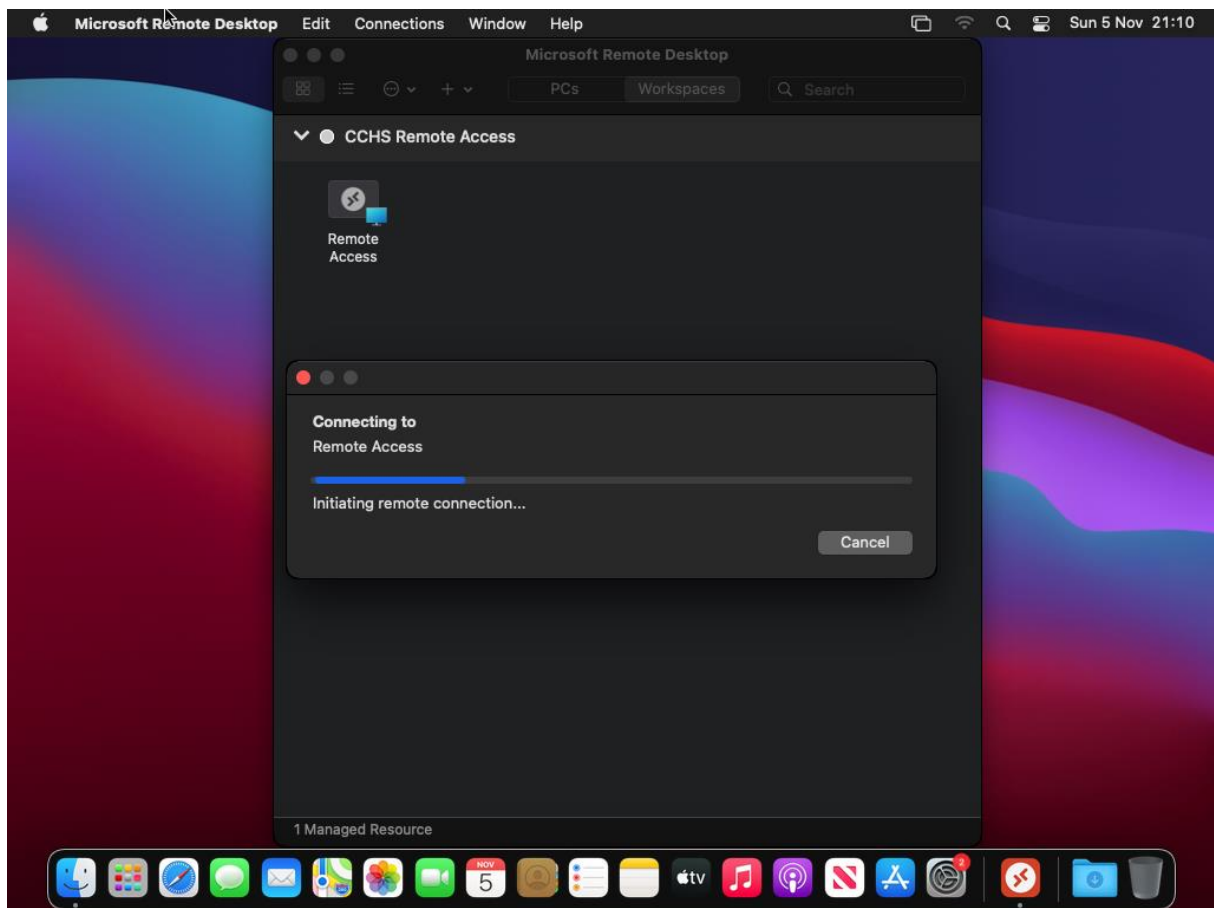 Microsoft Remote Desktop Edit Connections Window Help Sun 5 Nov 21:10
Microsoft Remote Desktop
PCs Workspaces Search
CCHS Remote Access
Remote
Access
Connecting to
Remote Access
Initiating remote connection...
Cancel
1 Managed Resource
NOV
5
tv
2